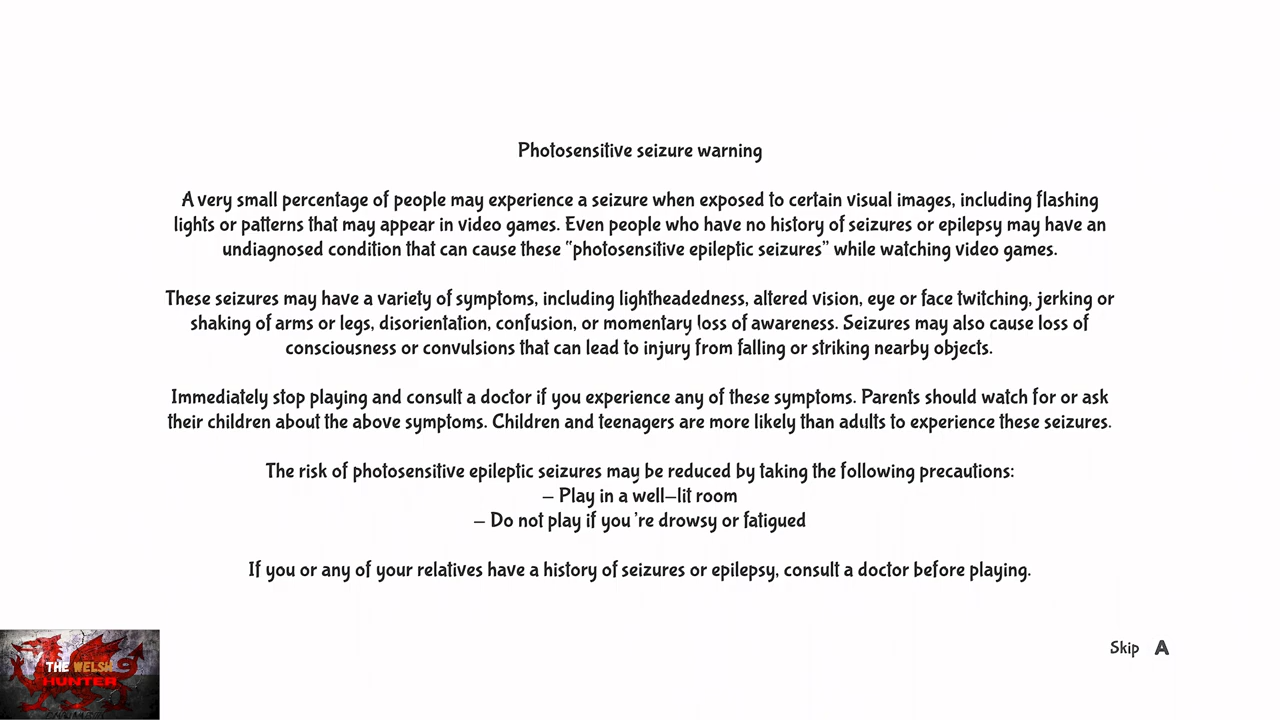 Photosensitive seizure warning
A very small percentage of people may experience a seizure when exposed to certain visual images, including flashing
lights or patterns that may appear in video games. Even people who have no history of seizures or epilepsy may have an
undiagnosed condition that can cause these "photosensitive epileptic seizures" while watching video games.
These seizures may have a variety of symptoms, including lightheadedness, altered vision, eye or face twitching, jerking or
shaking of arms or legs, disorientation, confusion, or momentary loss of awareness. Seizures may also cause loss of
consciousness or convulsions that can lead to injury from falling or striking nearby objects.
Immediately stop playing and consult a doctor if you experience any of these symptoms. Parents should watch for or ask
their children about the above symptoms. Children and teenagers are more likely than adults to experience these seizures.
The risk of photosensitive epileptic seizures may be reduced by taking the following precautions:
– Play in a well–lit room
– Do not play if you 're drowsy or fatigued
If you or any of your relatives have a history of seizures or epilepsy, consult a doctor before playing.
Skip A
THE WELSH
HUNTER